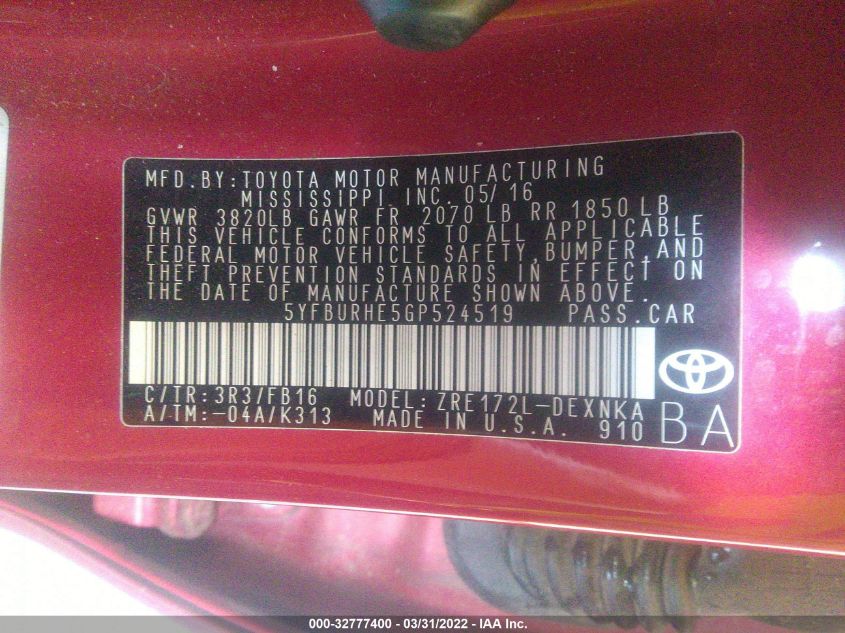 MFD. BY: TOYOTA MOTOR MANUFACTURING
MISSISSIPPI, INC. 05/16
GVWR 3820LB GAWR FR 2070 LB RR 1850 LB
THIS VEHICLE CONFORMS TO ALL APPLICABLE
FEDERAL MOTOR VEHICLE SAFETY, BUMPER, AND
THEFT PREVENTION STANDARDS IN EFFECT ON
THE DATE OF MANUFACTURE SHOWN ABOVE.
5YFBURHE5GP524519 PASS. CAR
C/TR: 3R3/FB16 MODEL: ZRE172L-DEXNKA
A/TM: -04A/K313 MADE IN U.S.A. 910
BA
000-32777400 - 03/31/2022 - IAA Inc.